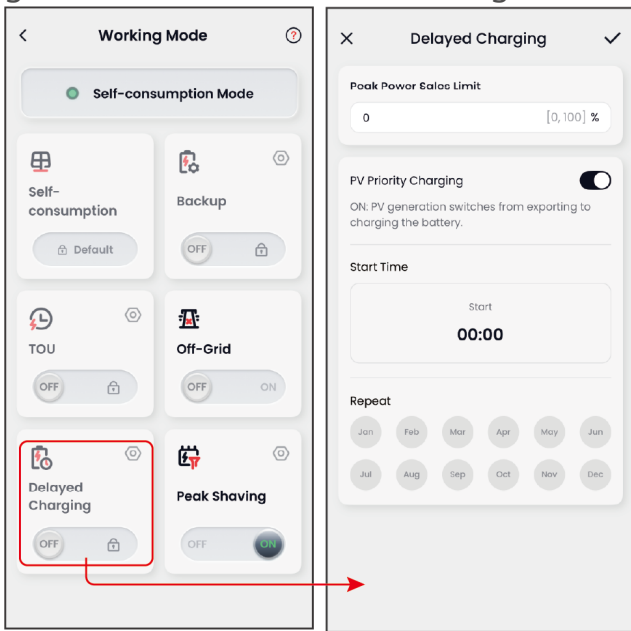 Working Mode
?
Self-consumption Mode
Self-
consumption
Default
Backup
OFF
TOU
OFF
Off-Grid
OFF ON
Delayed
Charging
OFF
Peak Shaving
OFF ON
Delayed Charging
Peak Power Sales Limit
0 [0,100] %
PV Priority Charging
ON: PV generation switches from exporting to
charging the battery.
Start Time
Start
00:00
Repeat
Jan Feb Mar Apr May Jun
Jul Aug Sep Oct Nov Dec